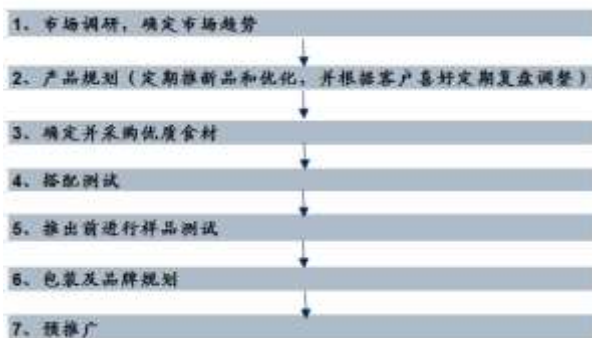 1、市场调研，确定市场趋势
2、产品规划（定期推新品和优化，并根据客户喜好定期复盘调整）
3、确定并采购优质食材
4、搭配测试
5、推出前进行样品测试
6、包装及品牌规划
7、预推广